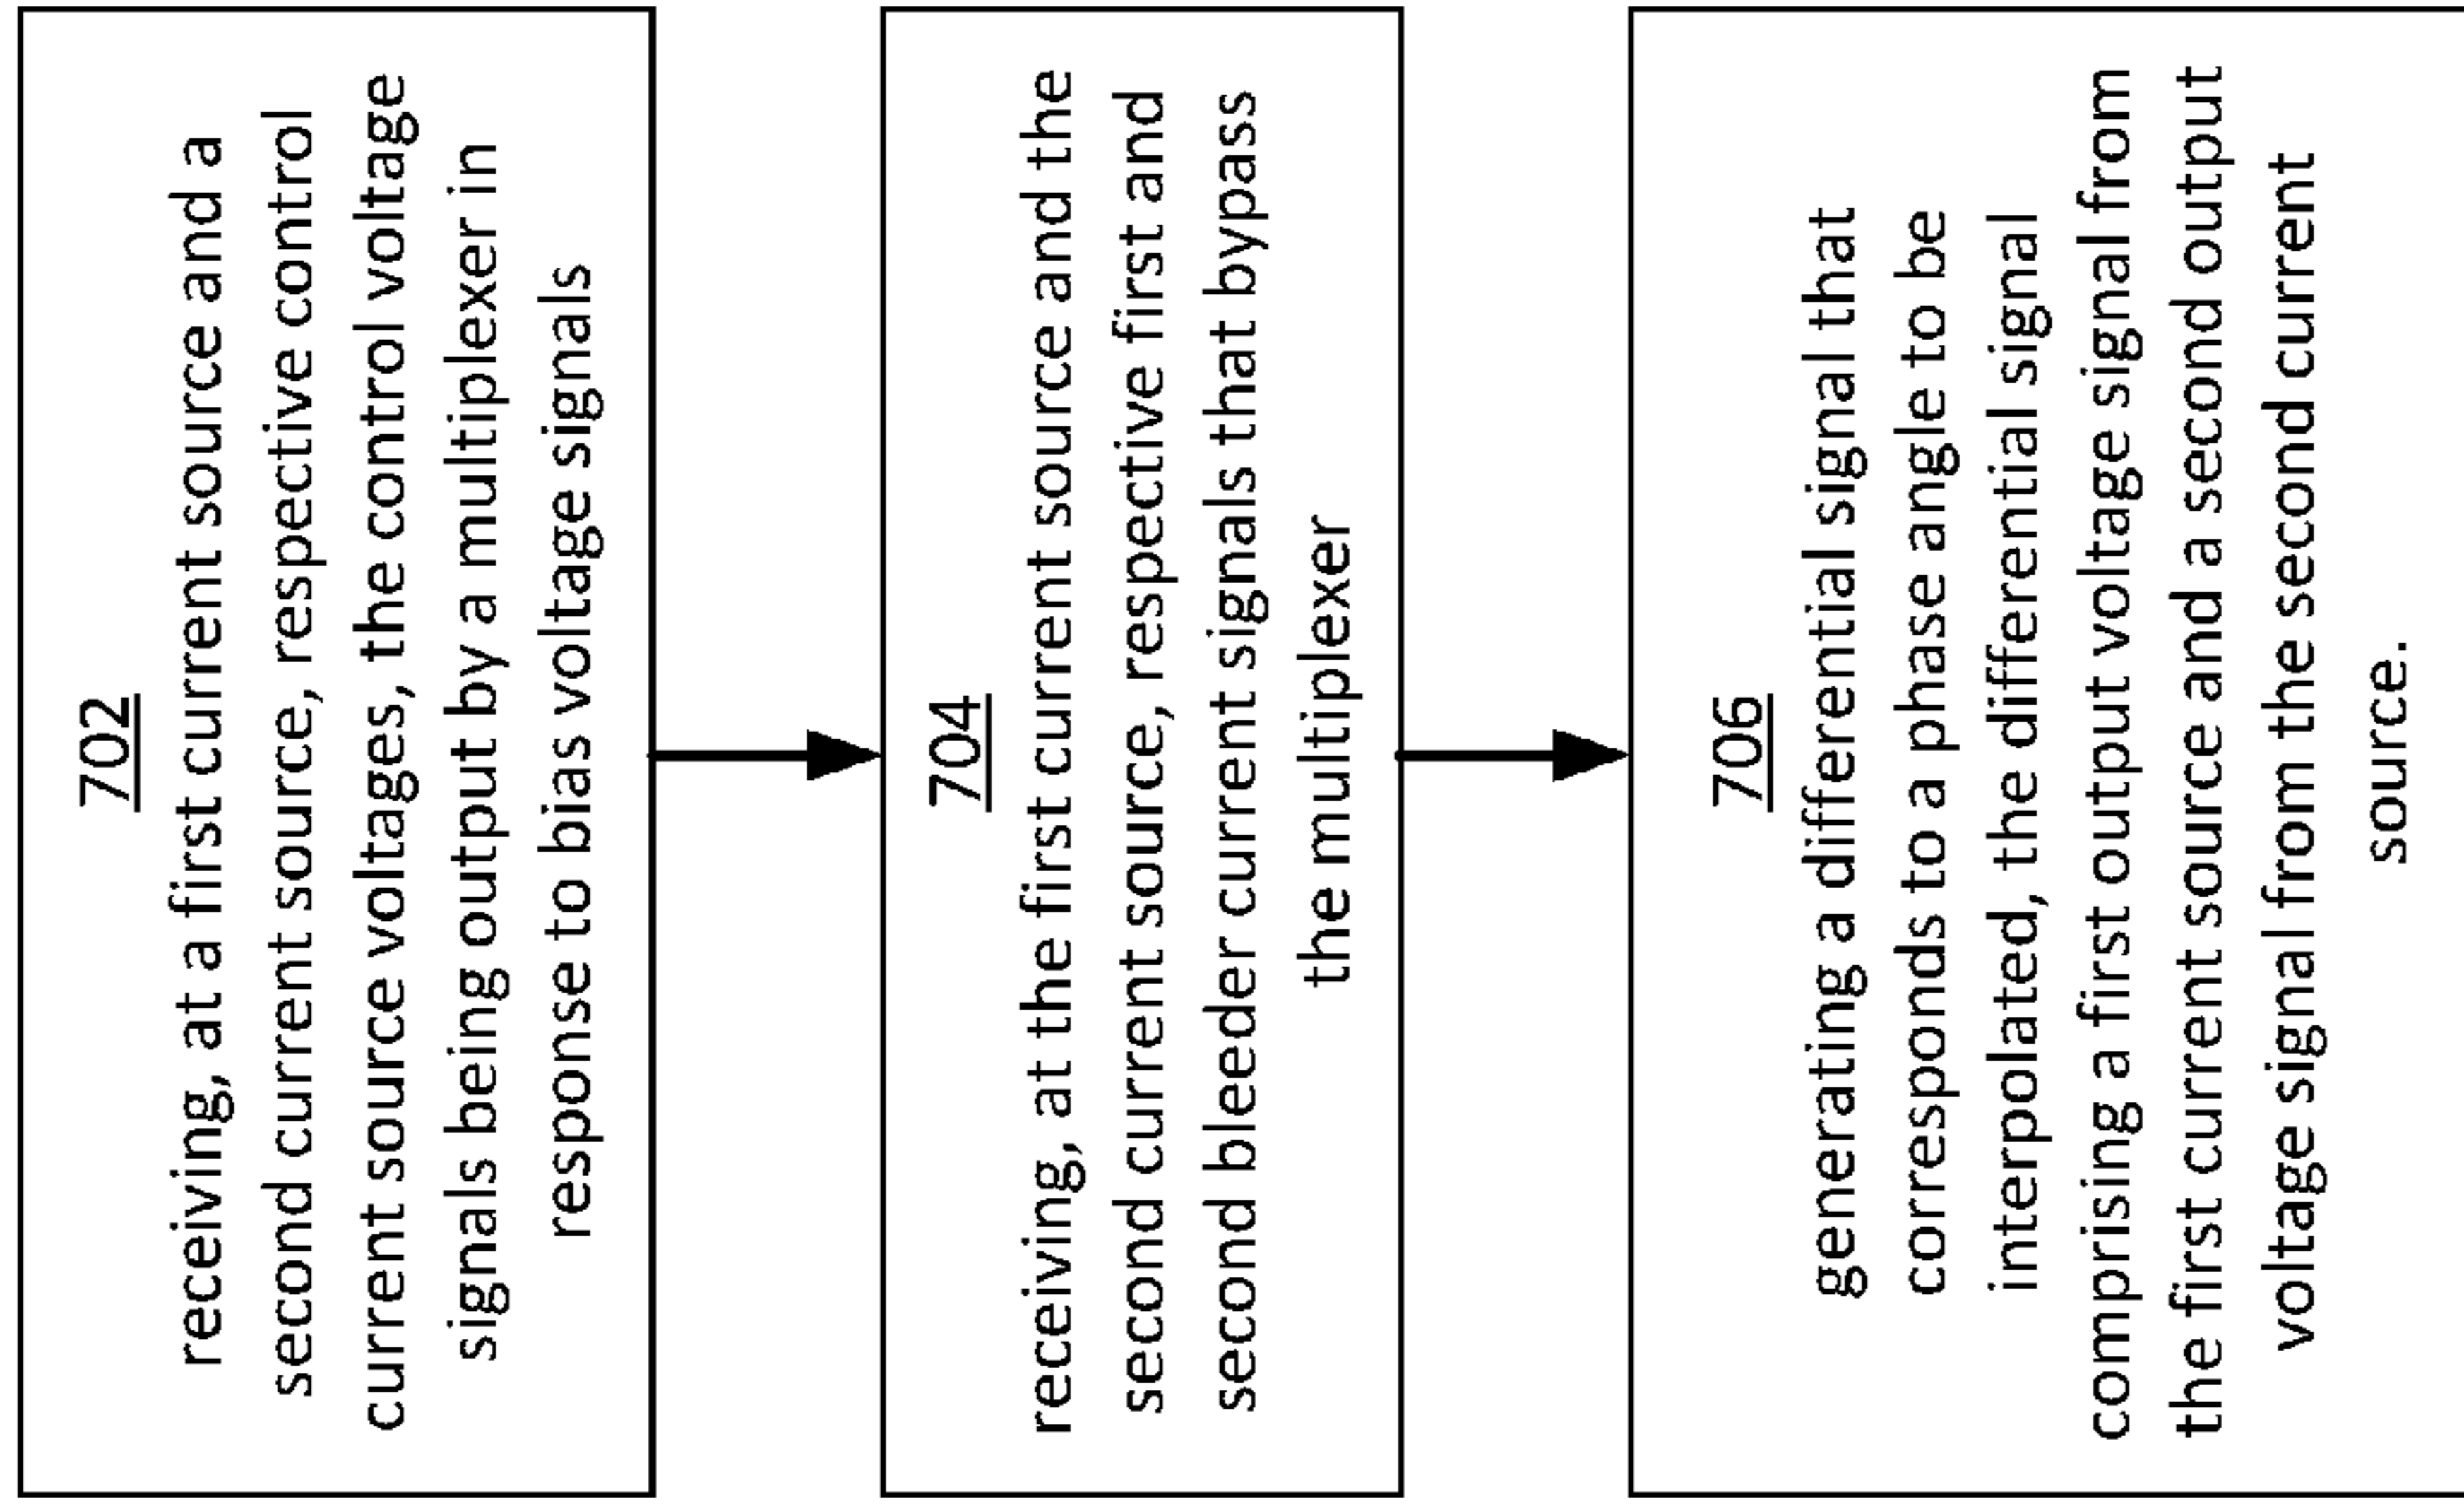 702
receiving, at a first current source and a
second current source, respective control
current source voltages, the control voltage
signals being output by a multiplexer in
response to bias voltage signals
704
receiving, at the first current source and the
second current source, respective first and
second bleeder current signals that bypass
the multiplexer
706
generating a differential signal that
corresponds to a phase angle to be
interpolated, the differential signal
comprising a first output voltage signal from
the first current source and a second output
voltage signal from the second current
source.